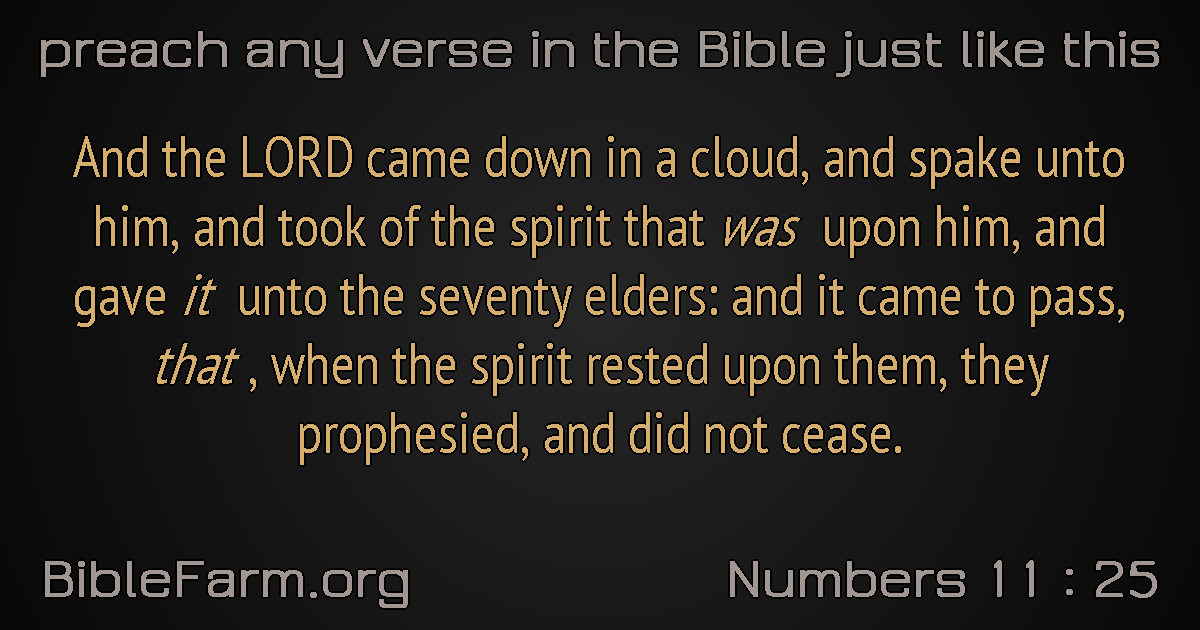 preach any verse in the Bible just like this
And the LORD came down in a cloud, and spake unto
him, and took of the spirit that was upon him, and
gave it unto the seventy elders: and it came to pass,
that , when the spirit rested upon them, they
prophesied, and did not cease.
BibleFarm.org
Numbers 11 : 25